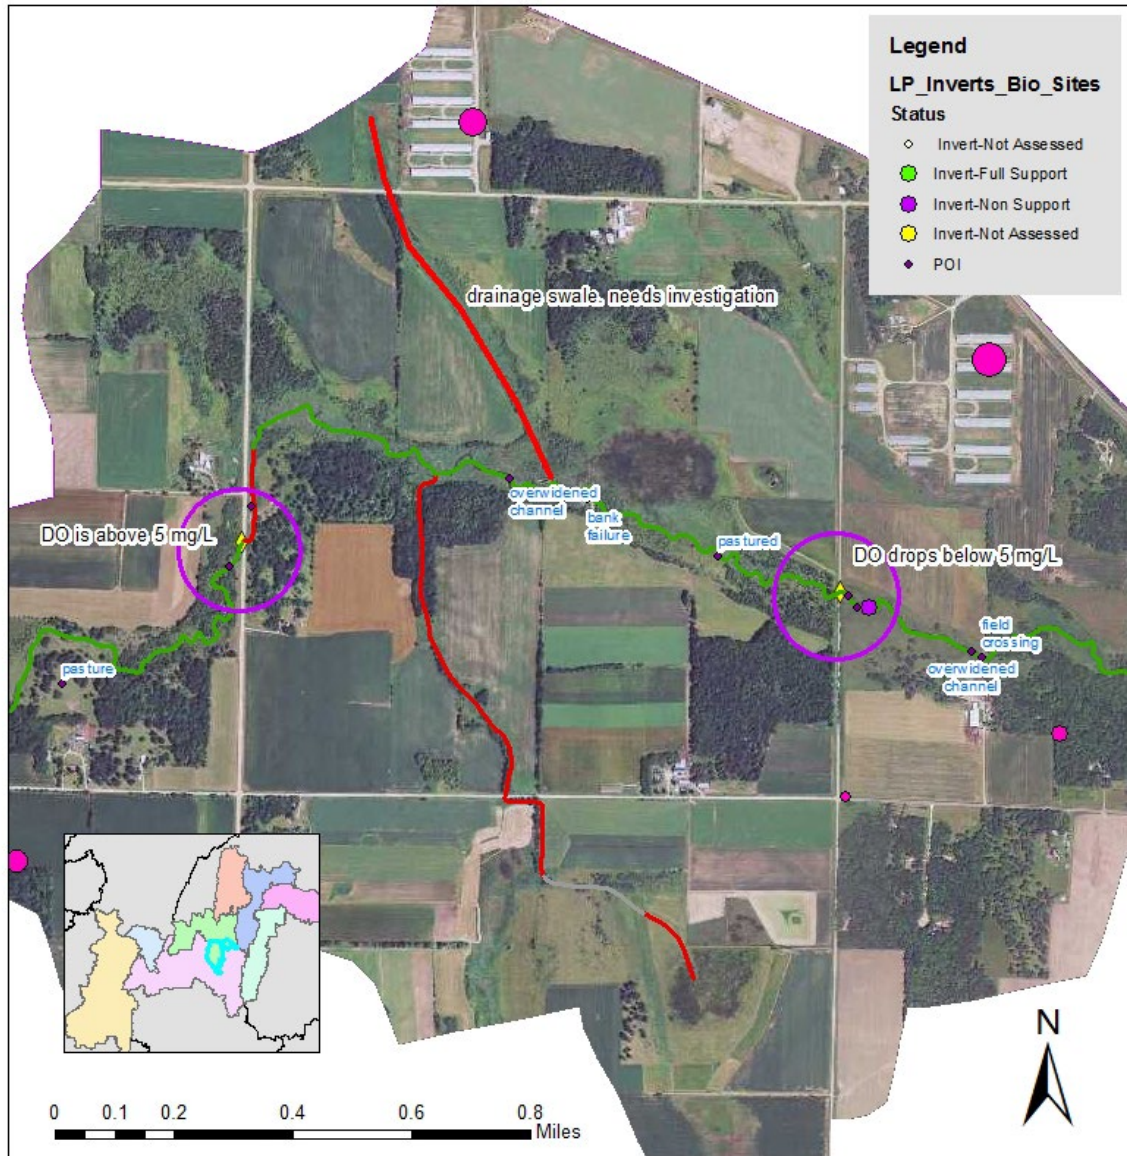 Legend
LP_Inverts_Bio_Sites
Status
Invert-Not Assessed
Invert-Full Support
Invert-Non Support
Invert-Not Assessed
POI
drainage swale. needs investigation
DO is above 5 mg/L
overwidened
channel
bank
failure
pastured
DO drops below 5 mg/L
field
crossing
overwidened
channel
pasture
N
0 0.1 0.2 0.4 0.6 0.8
Miles